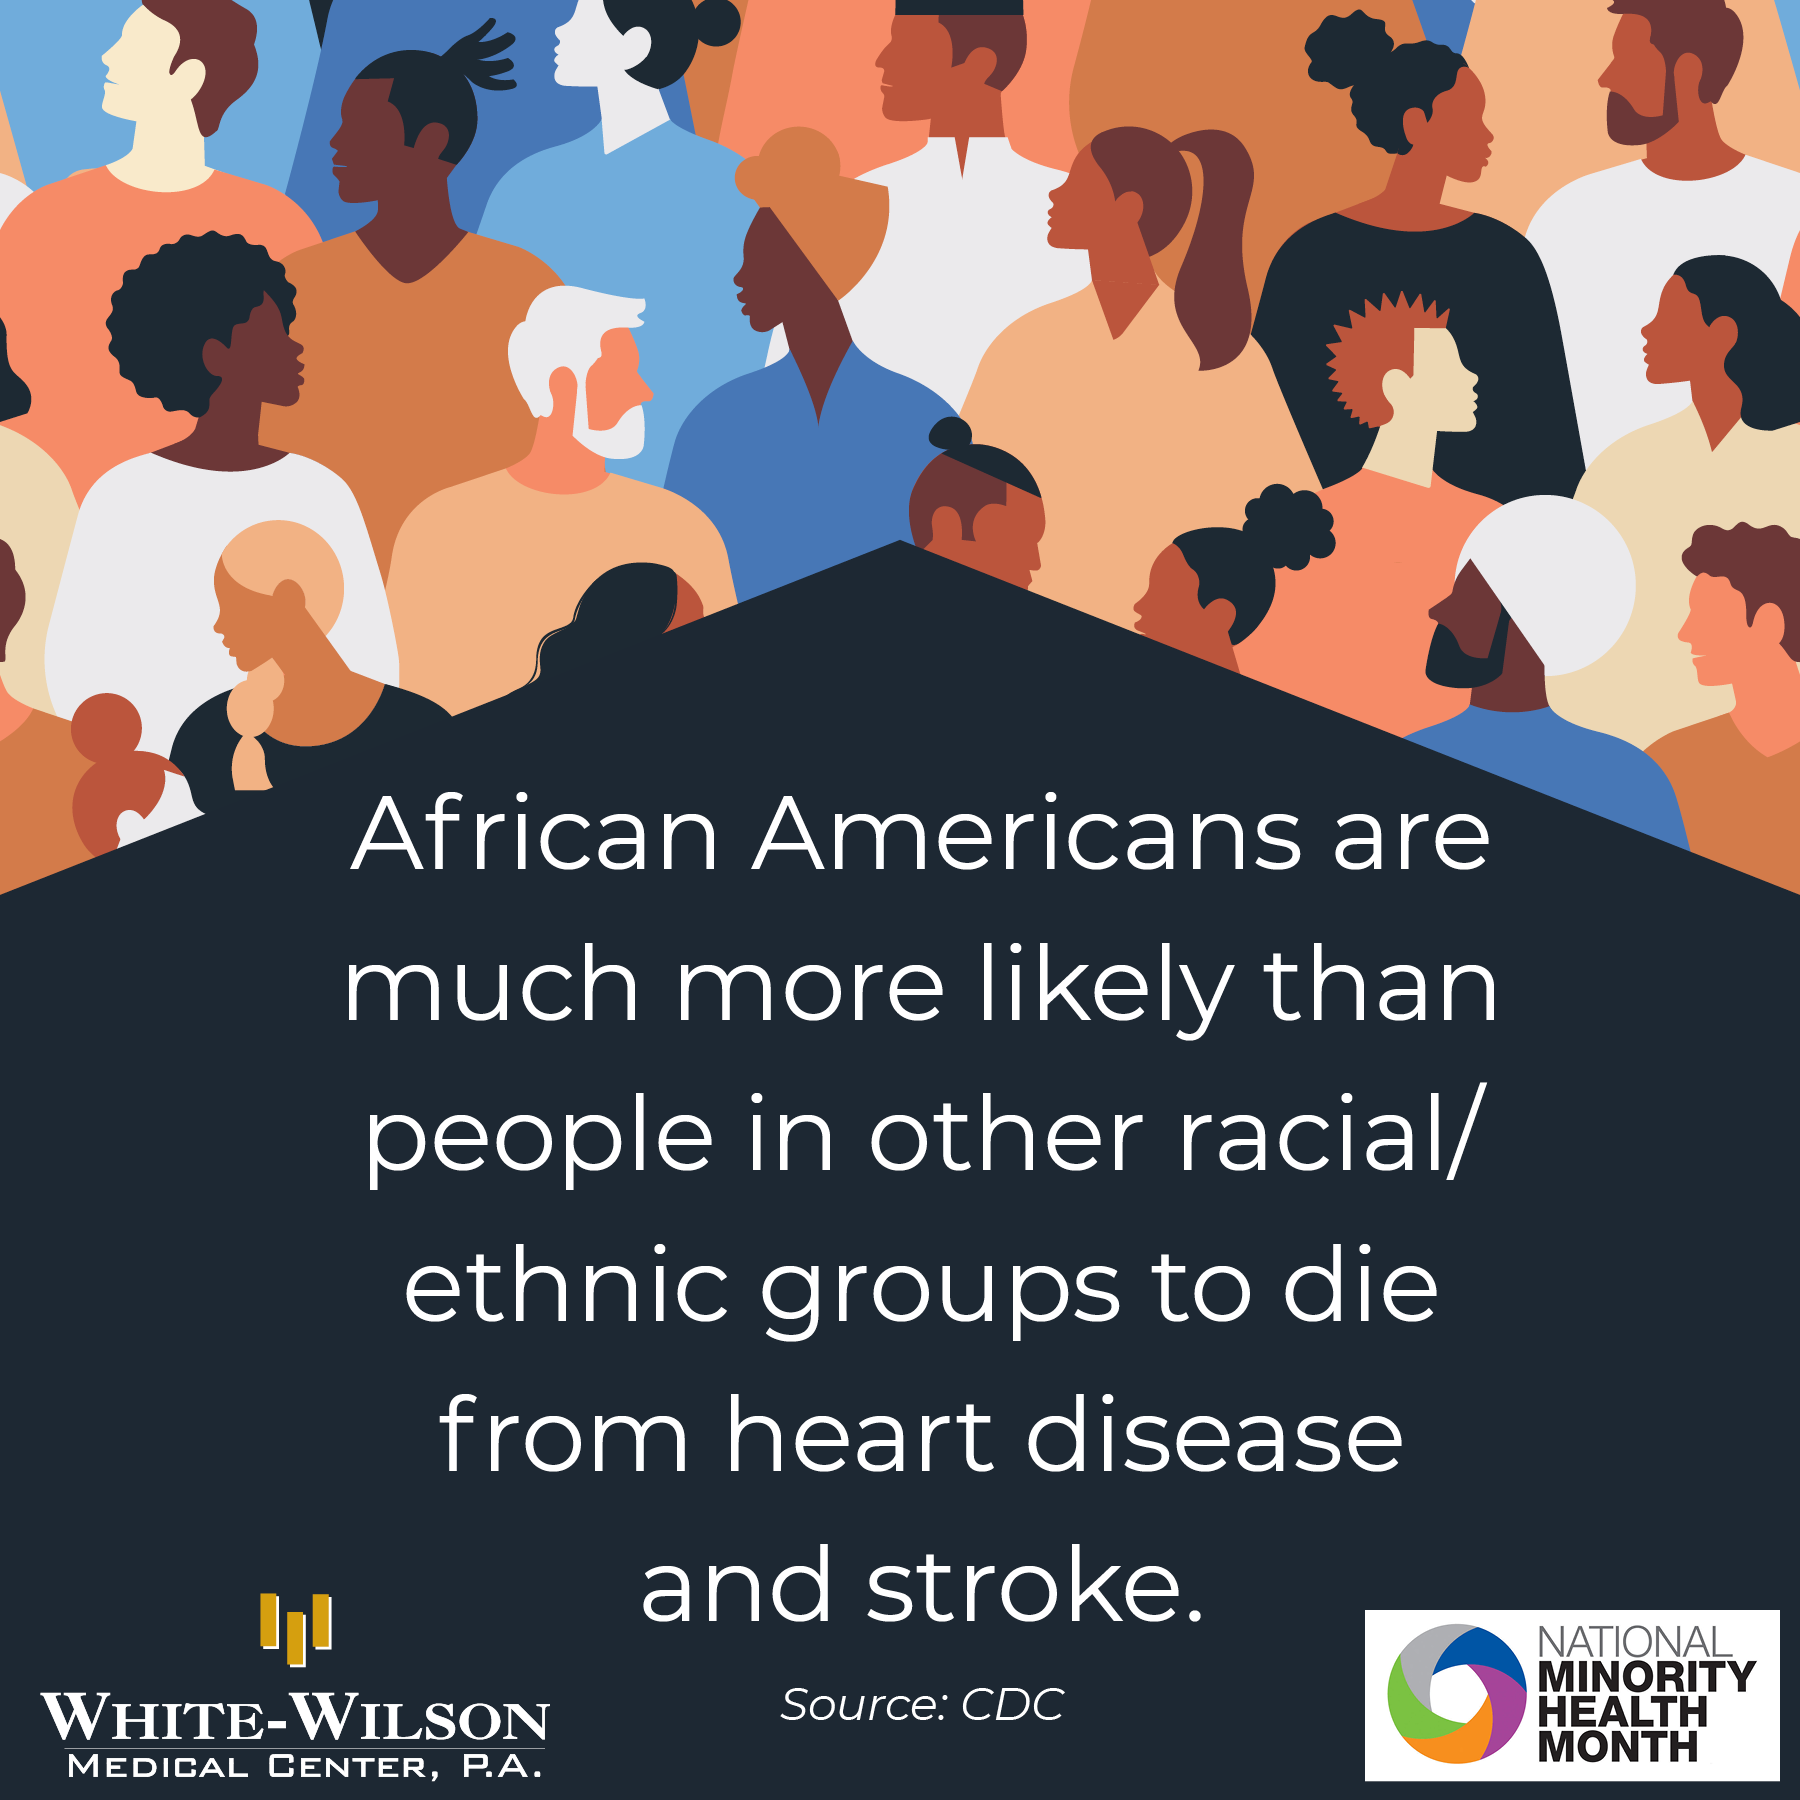 African Americans are
much more likely than
people in other racial/
ethnic groups to die
from heart disease
and stroke.
Source: CDC
WHITE-WILSON
MEDICAL CENTER, P.A.
NATIONAL
MINORITY
HEALTH
MONTH